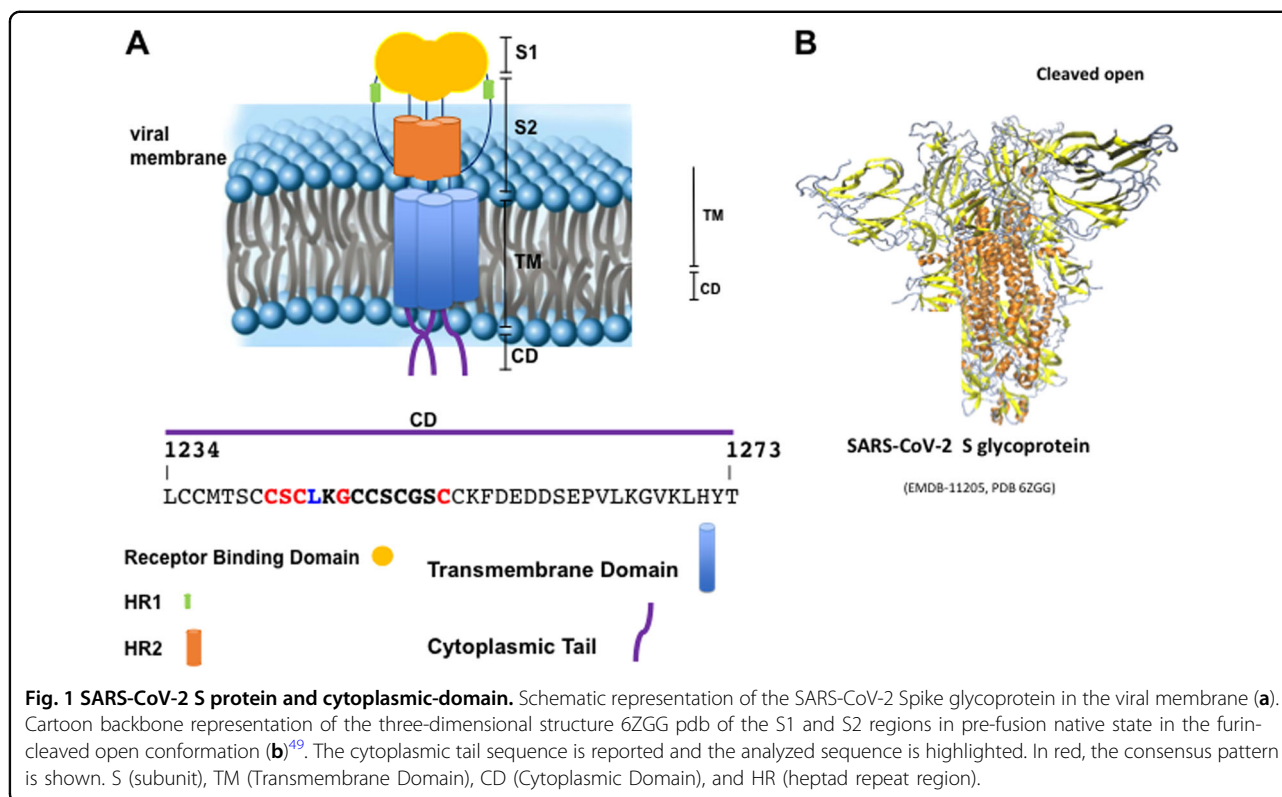 A
S1
viral
membrane
S2
TM
CD
TM
CD
B
Cleaved open
SARS-CoV-2 S glycoprotein
(EMDB-11205, PDB 6ZGG)
CD
1234 1273
LCCMTSCCSCLKGCCSCGSCCKFDEDDSEPVLKGVKLHYT
Receptor Binding Domain
HR1
HR2
Transmembrane Domain
Cytoplasmic Tail
Fig. 1 SARS-CoV-2 S protein and cytoplasmic-domain. Schematic representation of the SARS-CoV-2 Spike glycoprotein in the viral membrane (a).
Cartoon backbone representation of the three-dimensional structure 6ZGG pdb of the S1 and S2 regions in pre-fusion native state in the furin-
cleaved open conformation (b)49. The cytoplasmic tail sequence is reported and the analyzed sequence is highlighted. In red, the consensus pattern
is shown. S (subunit), TM (Transmembrane Domain), CD (Cytoplasmic Domain), and HR (heptad repeat region).